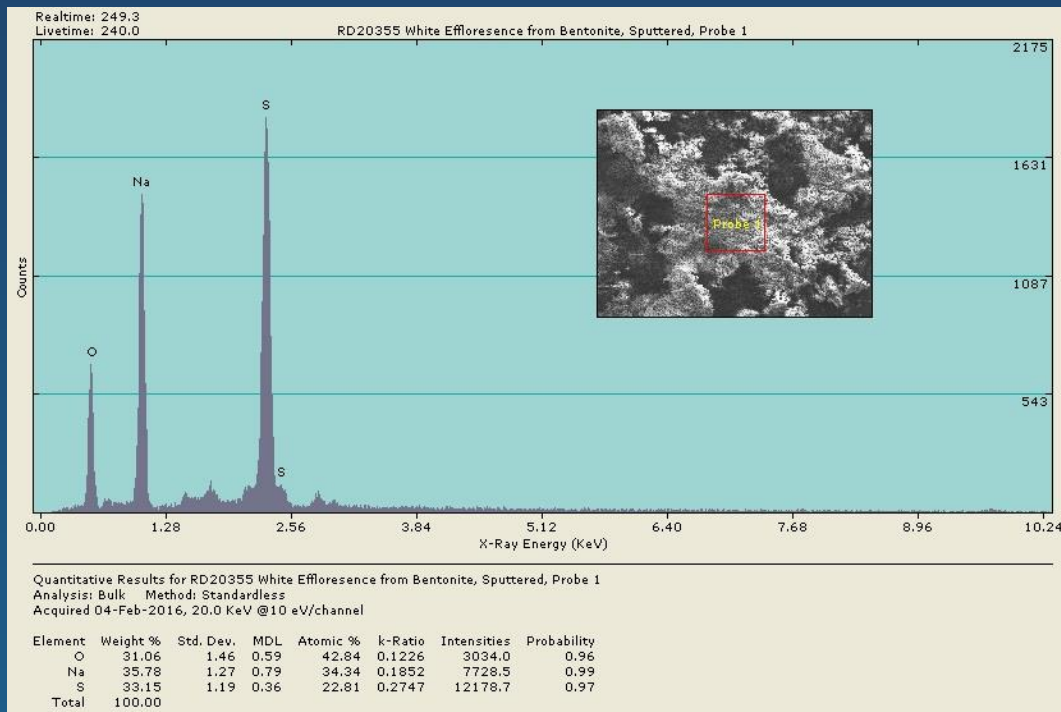 Realtime: 249.3
Livetime: 240.0
RD20355 White Ffloresence from Bentonite, Sputtered, Probe 1
2175
S
1631
Na
Probe 1
1087
Counts
O
543
S
0.00 1.28 2.56 3.84 5.12 6.40 7.68 8.96 10.24
X-Ray Energy (KeV)
Quantitative Results for RD20355 White Ffloresence from Bentonite, Sputtered, Probe 1
Analysis: Bulk Method: Standardless
Acquired 04-Feb-2016, 20.0 KeV @10 eV/channel
Element Weight % Std. Dev. MDL Atomic % k-Ratio Intensities Probability
O 31.06 1.46 0.59 42.84 0.1226 3034.0 0.96
Na 35.78 1.27 0.79 34.34 0.1852 7728.5 0.99
S 33.15 1.19 0.36 22.81 0.2747 12178.7 0.97
Total 100.00